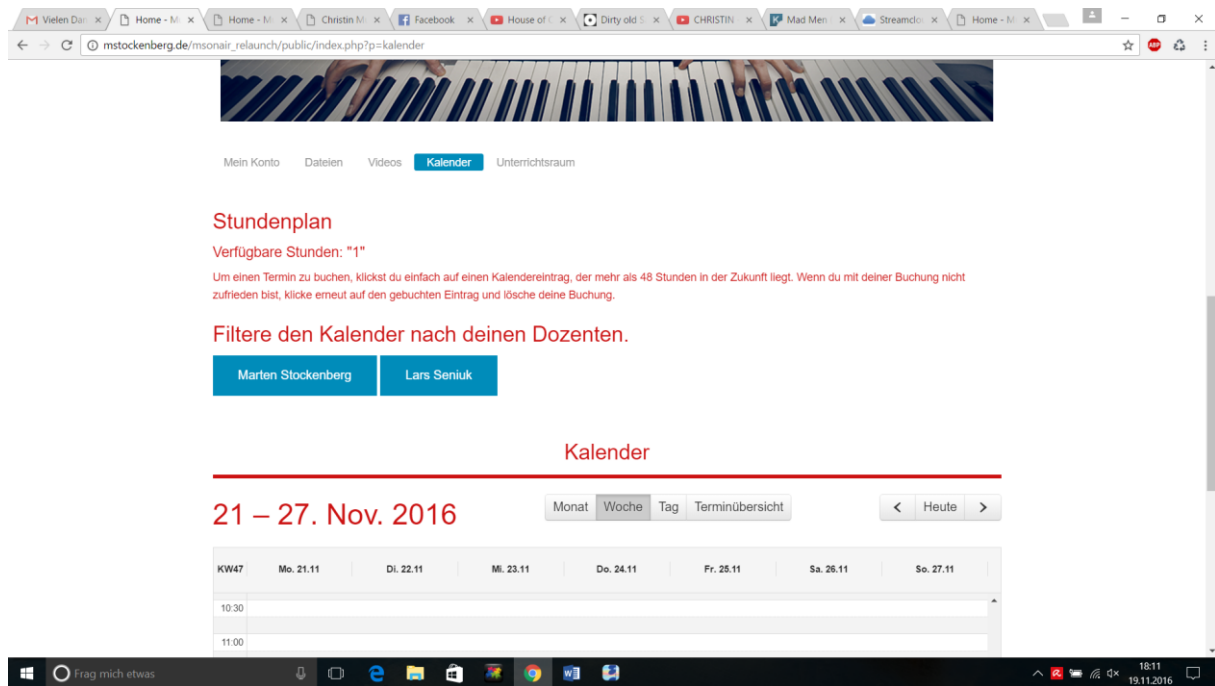 Vielen Dan
Home - M
Home - M
Christin M
Facebook
House of C
Dirty old S
CHRISTIN
Mad Men
Streamclo
Home - M
mstockenberg.de/msonair_relaunch/public/index.php?p=kalender
ABP
Mein Konto Dateien Videos Kalender Unterrichtsraum
Stundenplan
Verfügbare Stunden: "1"
Um einen Termin zu buchen, klickst du einfach auf einen Kalendereintrag, der mehr als 48 Stunden in der Zukunft liegt. Wenn du mit deiner Buchung nicht
zufrieden bist, klicke erneut auf den gebuchten Eintrag und lösche deine Buchung.
Filtere den Kalender nach deinen Dozenten.
Marten Stockenberg Lars Seniuk
Kalender
21 – 27. Nov. 2016 Monat Woche Tag Terminübersicht Heute
KW47 Mo. 21.11 Di. 22.11 Mi. 23.11 Do. 24.11 Fr. 25.11 Sa. 26.11 So. 27.11
10:30
11:00
Frag mich etwas
18:11
19.11.2016